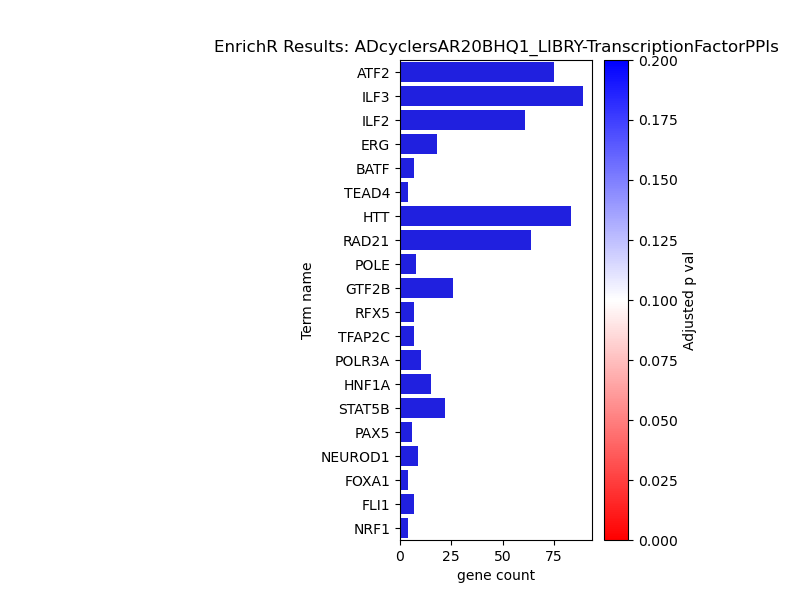 EnrichR Results: ADcyclersAR20BHQ1_LIBRY-TranscriptionFactorPPIs
Term name
ATF2
ILF3
ILF2
ERG
BATF
TEAD4
HTT
RAD21
POLE
GTF2B
RFX5
TFAP2C
POLR3A
HNF1A
STAT5B
PAX5
NEUROD1
FOXA1
FLI1
NRF1
0 25 50 75
gene count
0.200
0.175
0.150
0.125
0.100
0.075
0.050
0.025
0.000
Adjusted p val